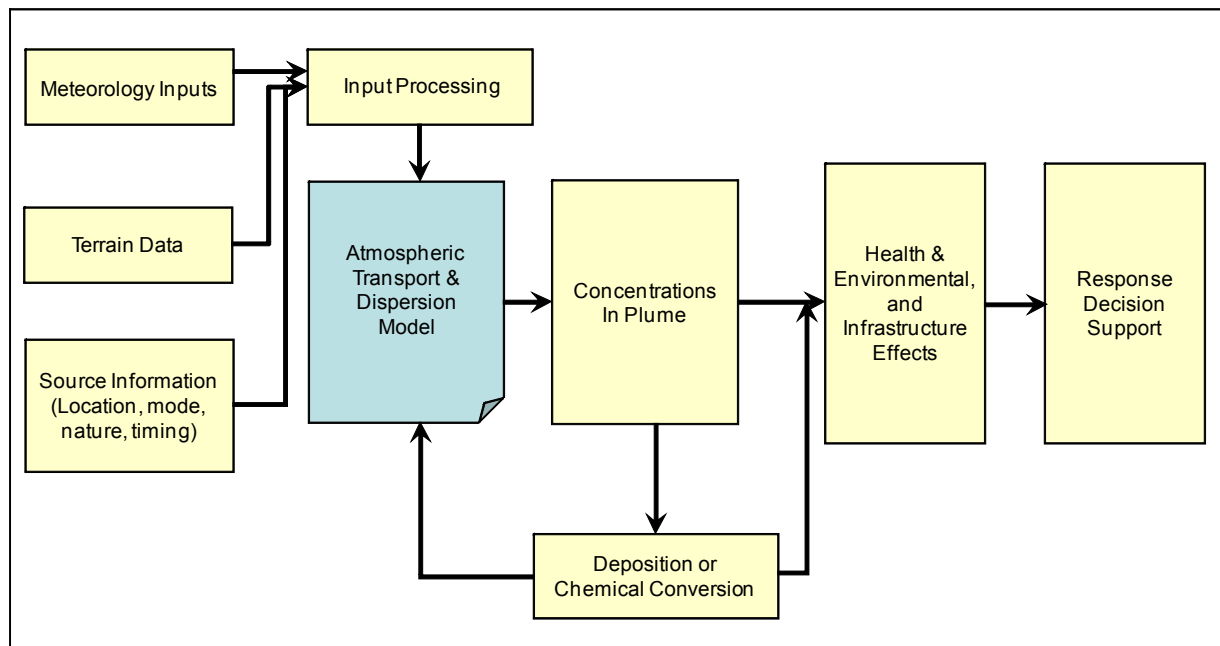 Meteorology Inputs
Input Processing
Terrain Data
Source Information
(Location, mode,
nature, timing)
Atmospheric
Transport &
Dispersion
Model
Concentrations
In Plume
Deposition or
Chemical Conversion
Health &
Environmental,
and
Infrastructure
Effects
Response
Decision
Support